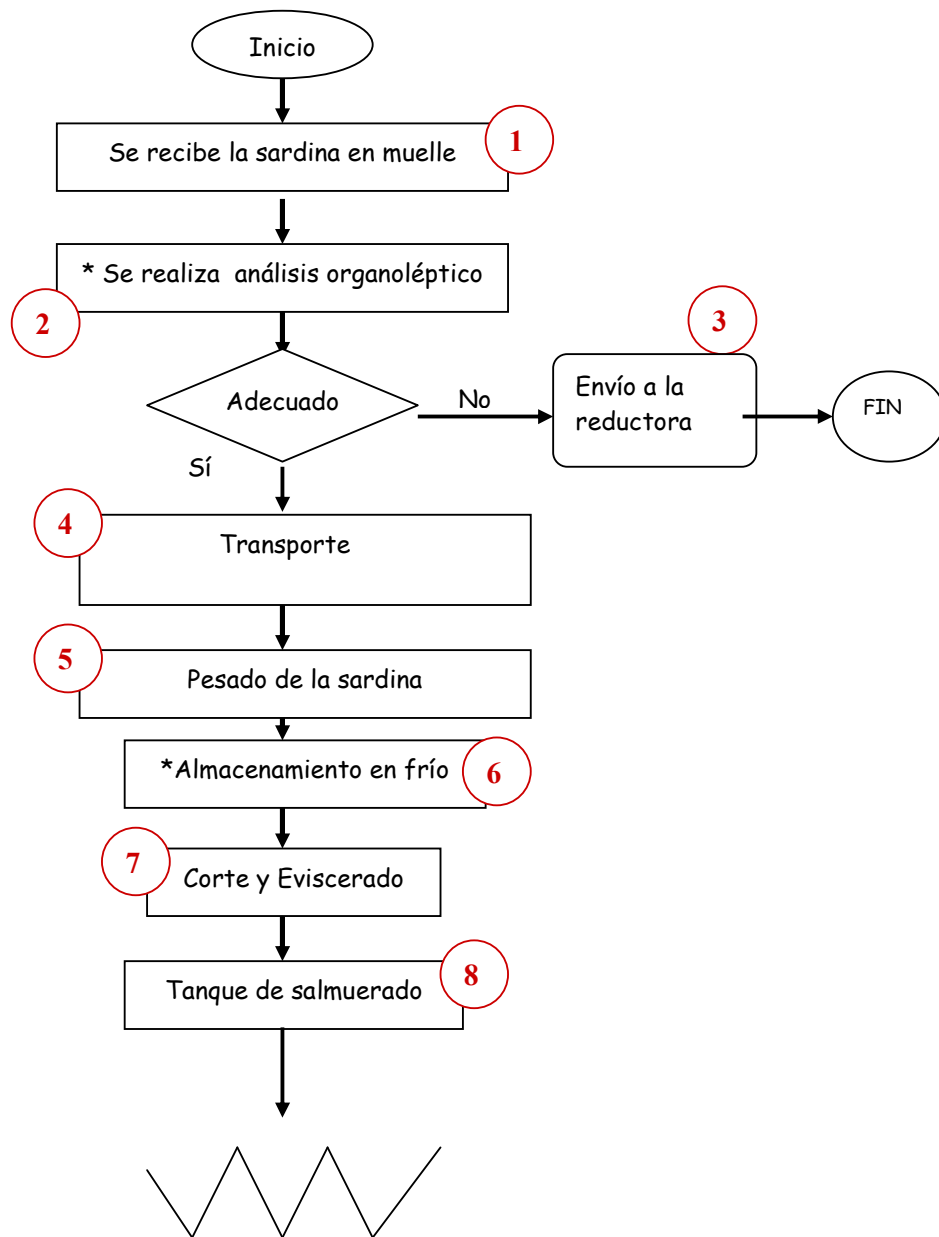 Inicio
1
Se recibe la sardina en muelle
* Se realiza análisis organoléptico
2
3
Adecuado
No
Envío a la
reductora
FIN
Sí
4
Transporte
5
Pesado de la sardina
*Almacenamiento en frío
6
7
Corte y Eviscerado
8
Tanque de salmuerado